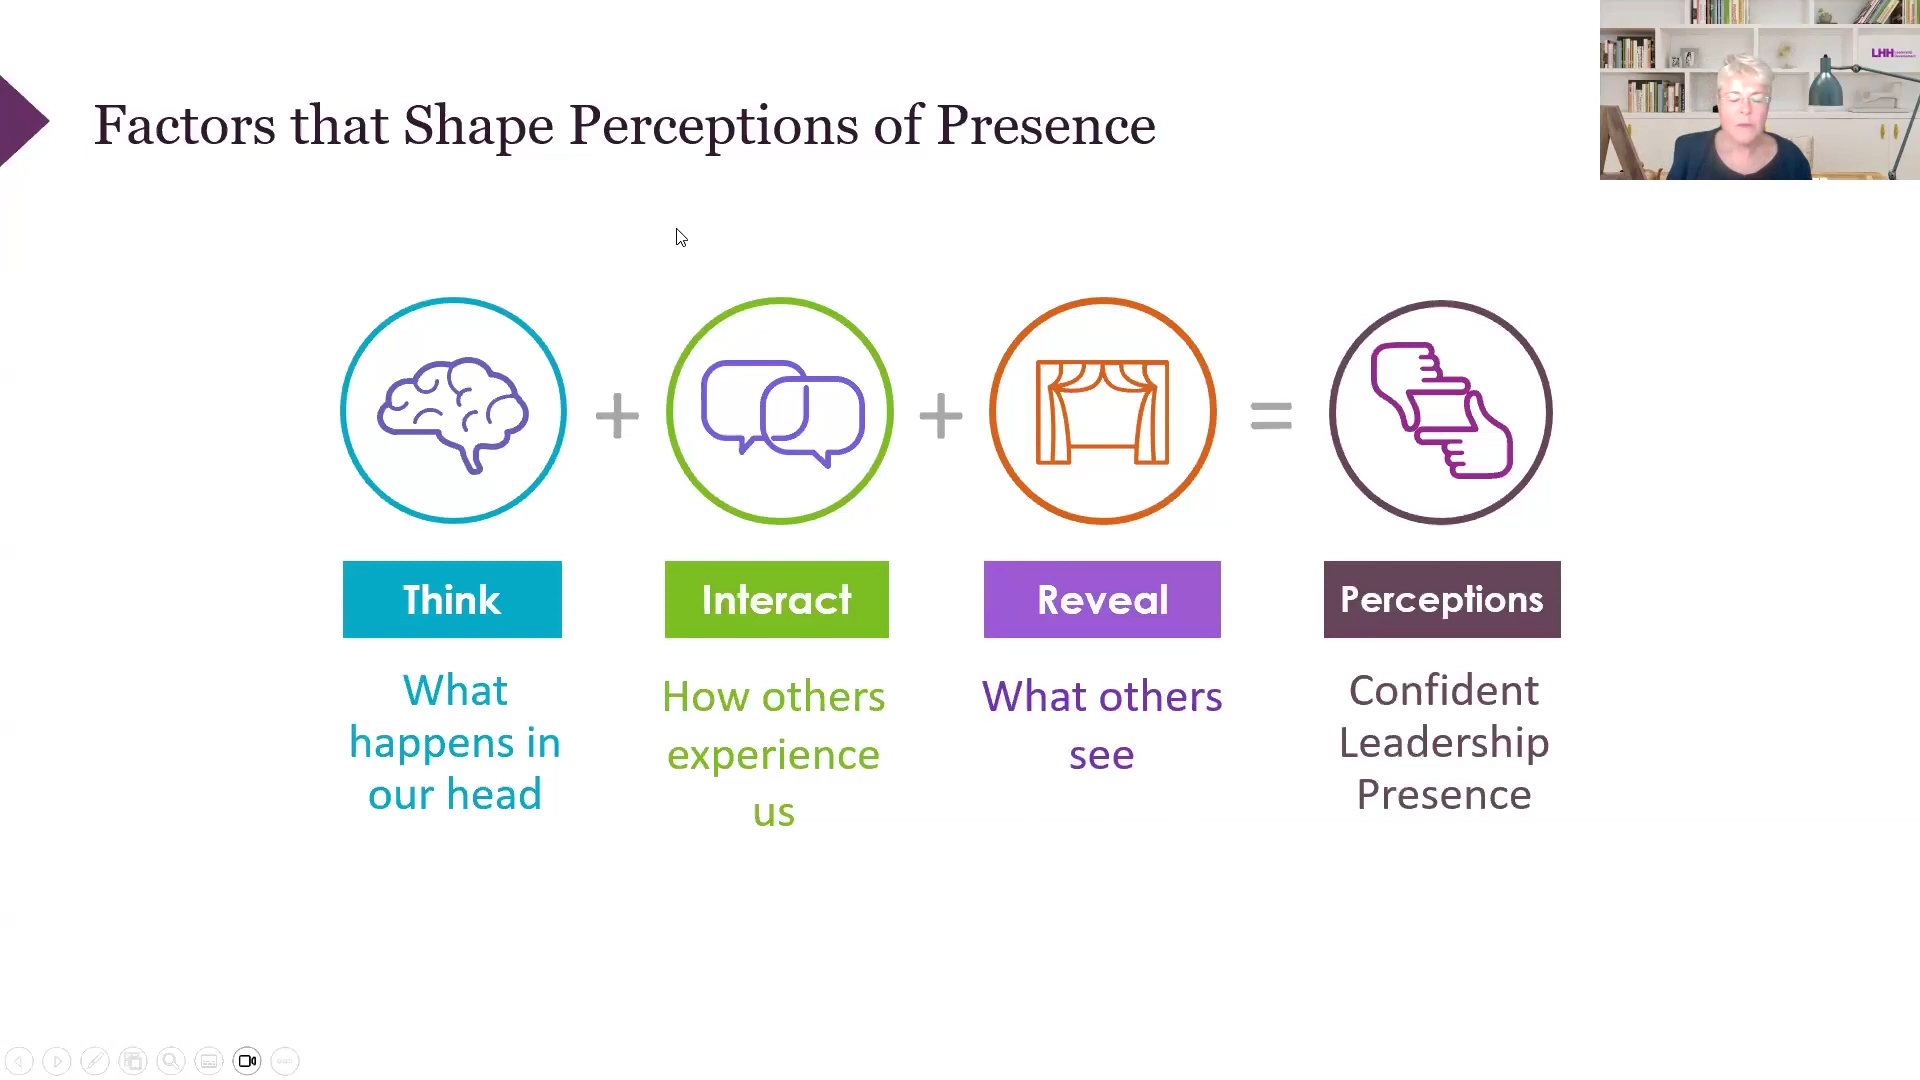 Factors that Shape Perceptions of Presence
LHH
+
+
=
Think
Interact
Reveal
Perceptions
What
happens in
our head
How others
experience
us
What others
see
Confident
Leadership
Presence